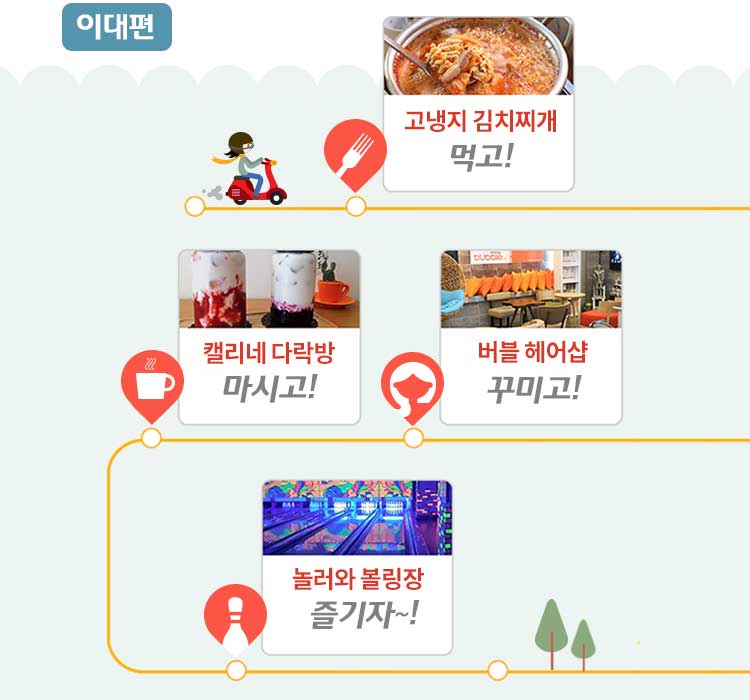 이대편
고냉지 김치찌개
먹고!
bubble
캘리네 다락방
마시고!
버블 헤어샵
꾸미고!
놀러와 볼링장
즐기자~!